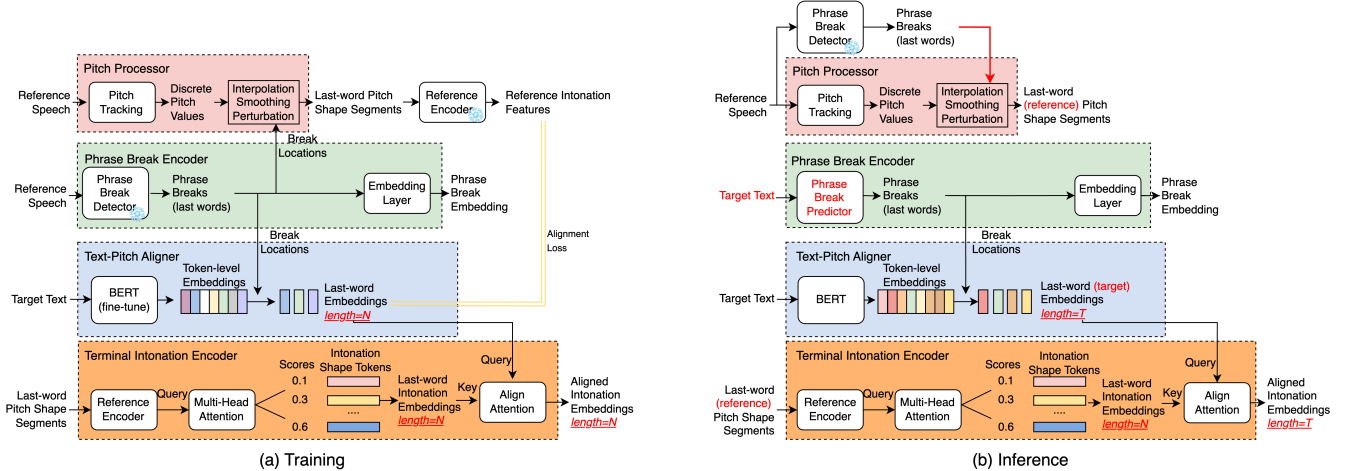 Pitch Processor
Reference
Speech
Pitch
Tracking
Discrete
Pitch
Values
Interpolation
Smoothing
Perturbation
Last-word Pitch
Shape Segments
Reference
Encoder
Reference Intonation
Features
Break
Locations
Phrase Break Encoder
Reference
Speech
Phrase
Break
Detector
Phrase
Breaks
(last words)
Embedding
Layer
Phrase
Break
Embedding
Break
Locations
Alignment
Loss
Text-Pitch Aligner
Target Text
BERT
(fine-tune)
Token-level
Embeddings
Last-word
Embeddings
length=N
Terminal Intonation Encoder
Last-word
Pitch Shape
Segments
Reference
Encoder
Query
Multi-Head
Attention
Scores
0.1
0.3
0.6
Intonation
Shape Tokens
....
Last-word
Intonation
Embeddings
length=N
Key
Query
Align
Attention
Aligned
Intonation
Embeddings
length=N
(a) Training
Phrase
Break
Detector
Phrase
Breaks
(last words)
Pitch Processor
Reference
Speech
Pitch
Tracking
Discrete
Pitch
Values
Interpolation
Smoothing
Perturbation
Last-word
(reference) Pitch
Shape Segments
Phrase Break Encoder
Target Text
Phrase
Break
Predictor
Phrase
Breaks
(last words)
Embedding
Layer
Phrase
Break
Embedding
Break
Locations
Text-Pitch Aligner
Target Text
BERT
Token-level
Embeddings
Last-word (target)
Embeddings
length=T
Terminal Intonation Encoder
Last-word
(reference)
Pitch Shape
Segments
Reference
Encoder
Query
Multi-Head
Attention
Scores
0.1
0.3
0.6
Intonation
Shape Tokens
....
Last-word
Intonation
Embeddings
length=N
Key
Query
Align
Attention
Aligned
Intonation
Embeddings
length=T
(b) Inference